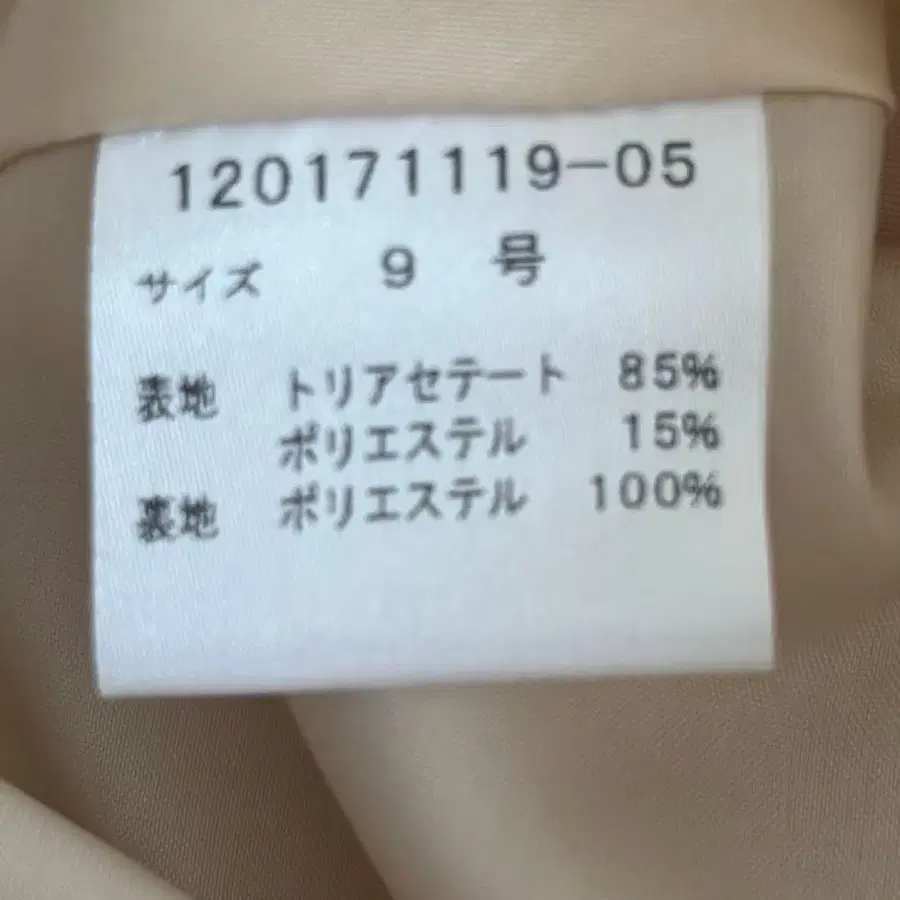 120171119-05
サイズ 9 号
表地 トリアセテート 85%
ポリエステル 15%
裏地 ポリエステル 100%